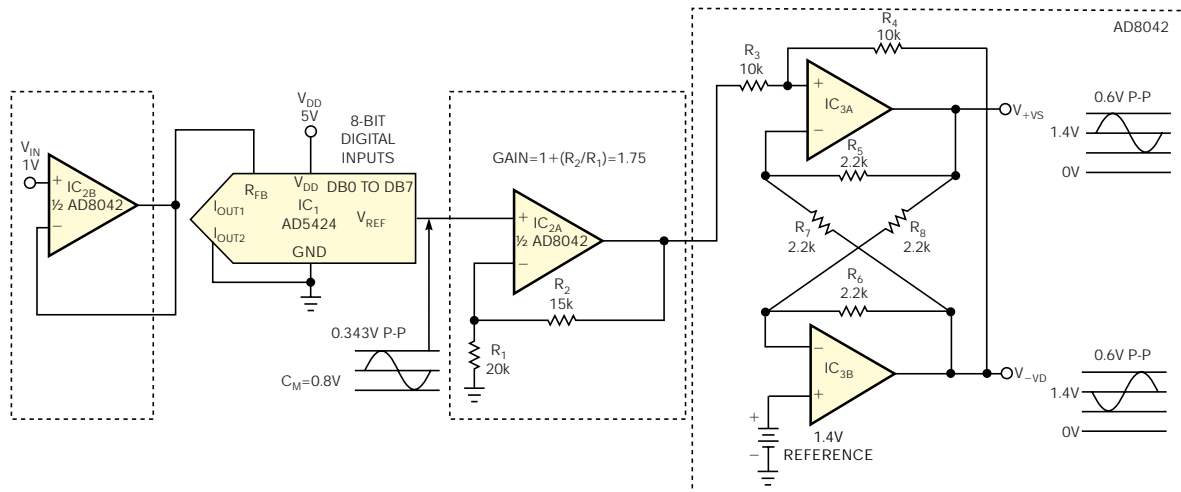 V_IN
1V
+
−
IC_2B
½ AD8042
V_DD
5V
8-BIT
DIGITAL
INPUTS
R_FB
V_DD
DB0 TO DB7
I_OUT1
IC_1
AD5424
V_REF
I_OUT2
GND
0.343V P-P
C_M=0.8V
GAIN=1+(R_2/R_1)=1.75
+
−
IC_2A
½ AD8042
R_2
15k
R_1
20k
AD8042
R_3
10k
R_4
10k
+
−
IC_3A
R_5
2.2k
R_7
2.2k
R_8
2.2k
R_6
2.2k
−
+
IC_3B
+
−
1.4V
REFERENCE
V_+VS
0.6V P-P
1.4V
0V
V_−VD
0.6V P-P
1.4V
0V